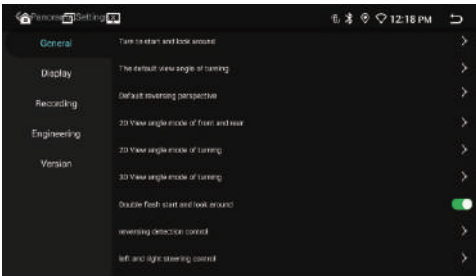 Panorama Setting
12:18 PM
General
Display
Recording
Engineering
Version
Turn to start and look around
The default view angle of turning
Default reversing perspective
2D View angle mode of front and rear
2D View angle mode of turning
3D View angle mode of turning
Double flash start and look around
reversing detection control
left and right steering control